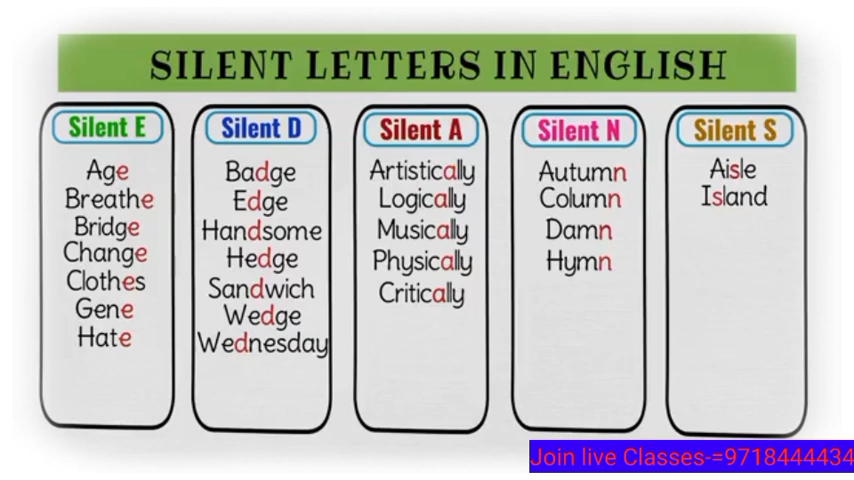 SILENT LETTERS IN ENGLISH
Silent E
Age
Breathe
Bridge
Change
Clothes
Gene
Hate
Silent D
Badge
Edge
Handsome
Hedge
Sandwich
Wedge
Wednesday
Silent A
Artistically
Logically
Musically
Physically
Critically
Silent N
Autumn
Column
Damn
Hymn
Silent S
Aisle
Island
Join live Classes-=9718444434